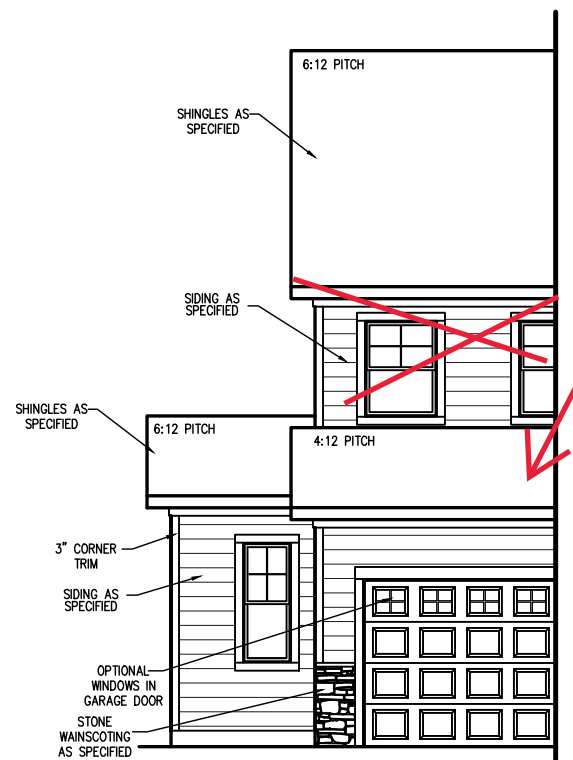 6:12 PITCH
SHINGLES AS
SPECIFIED
SIDING AS
SPECIFIED
SHINGLES AS
SPECIFIED
6:12 PITCH
4:12 PITCH
3" CORNER
TRIM
SIDING AS
SPECIFIED
OPTIONAL
WINDOWS IN
GARAGE DOOR
STONE
WAINSCOTING
AS SPECIFIED